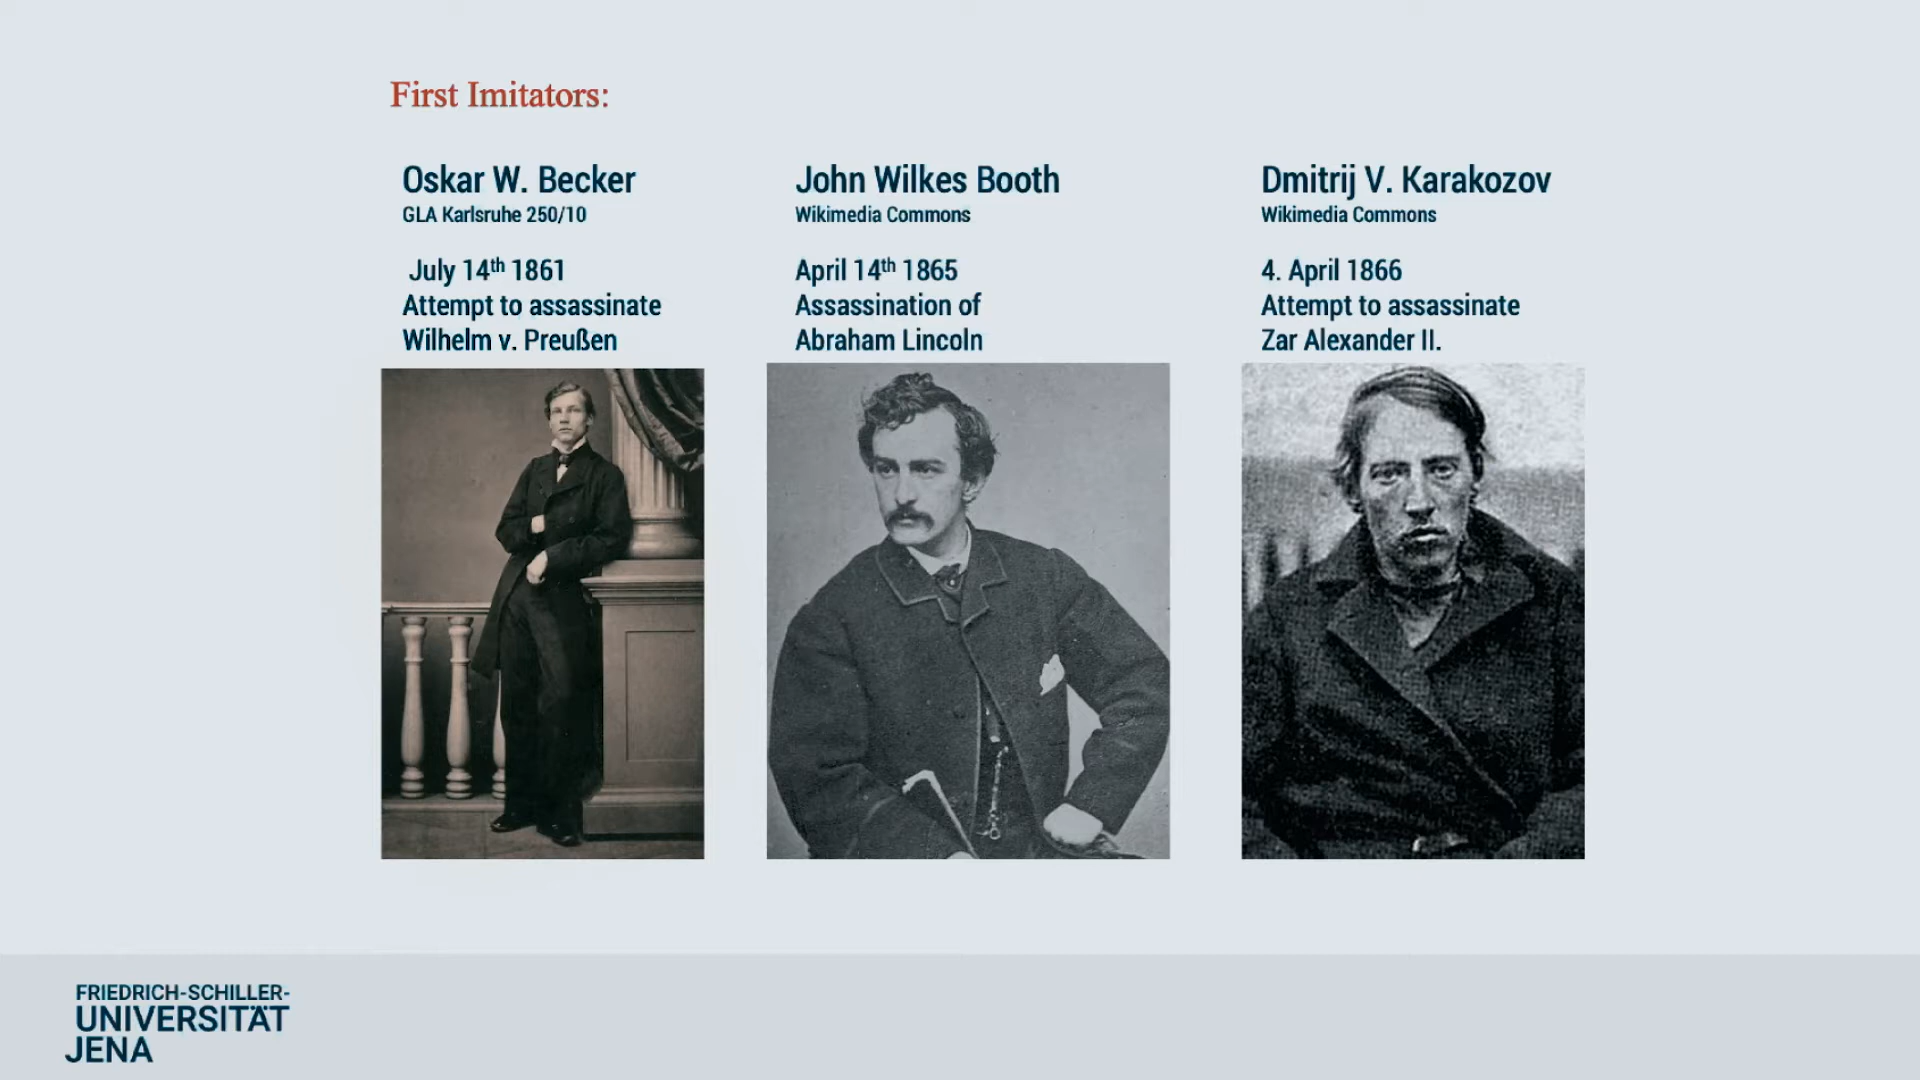 First Imitators:
Oskar W. Becker
GLA Karlsruhe 250/10
July 14th 1861
Attempt to assassinate
Wilhelm v. Preußen
John Wilkes Booth
Wikimedia Commons
April 14th 1865
Assassination of
Abraham Lincoln
Dmitrij V. Karakozov
Wikimedia Commons
4. April 1866
Attempt to assassinate
Zar Alexander II.
FRIEDRICH-SCHILLER-
UNIVERSITÄT
JENA